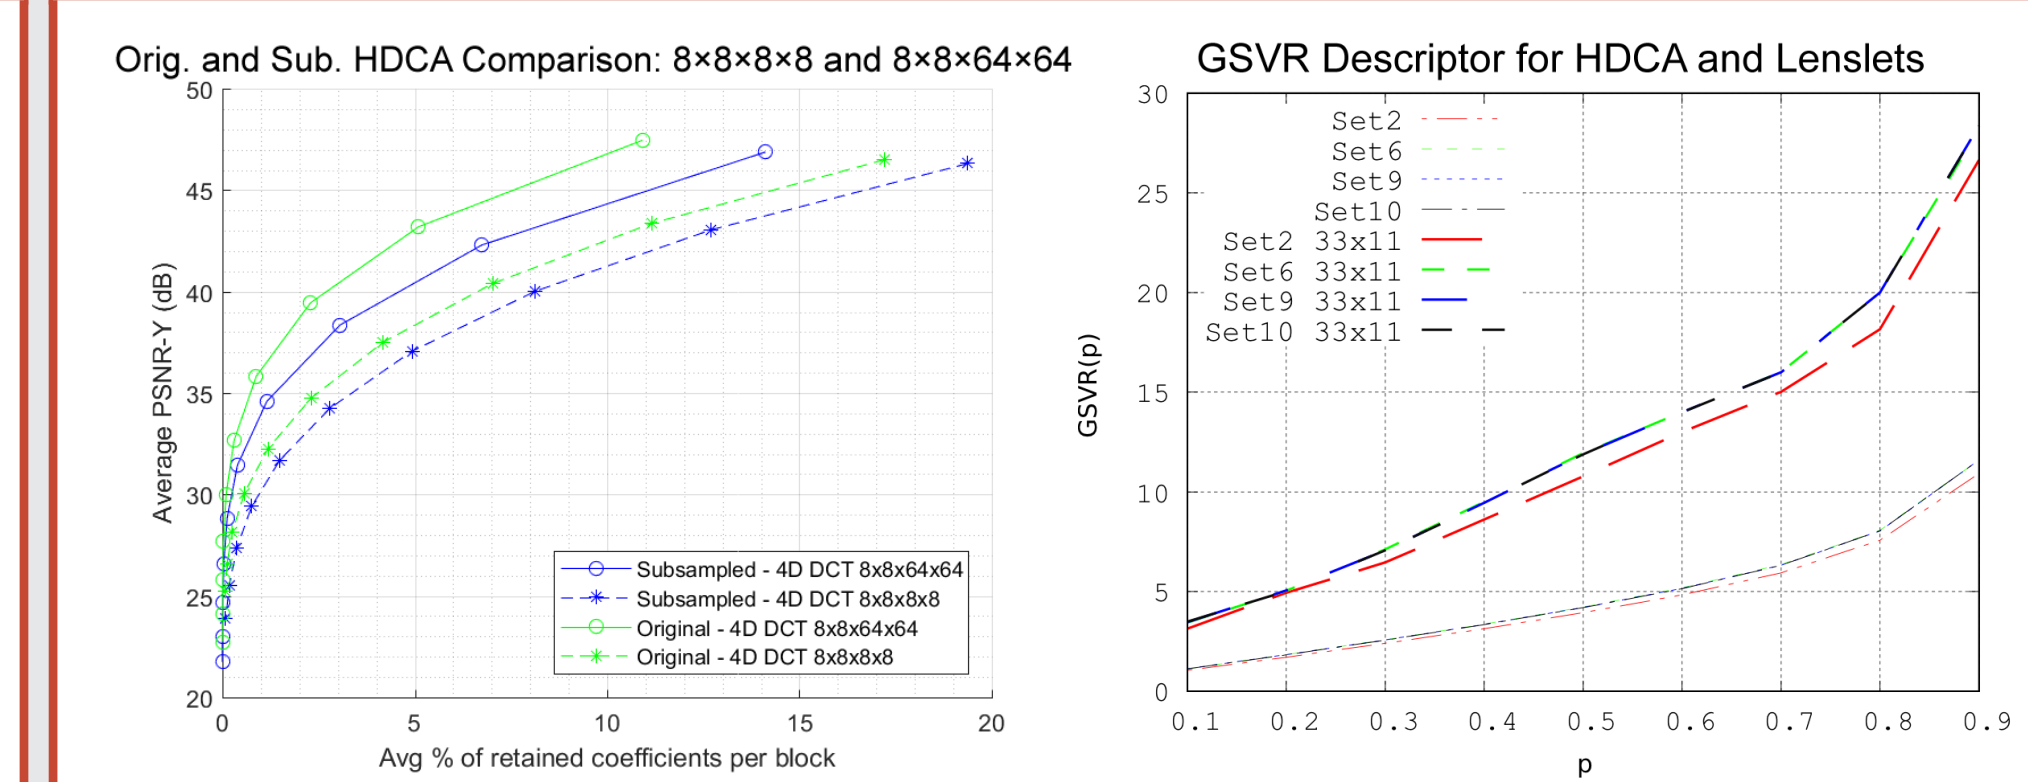 Orig. and Sub. HDCA Comparison: 8×8×8×8 and 8×8×64×64
50
45
40
35
30
25
20
Average PSNR-Y (dB)
Subsampled - 4D DCT 8x8x64x64
Subsampled - 4D DCT 8x8x8x8
Original - 4D DCT 8x8x64x64
Original - 4D DCT 8x8x8x8
0 5 10 15 20
Avg % of retained coefficients per block
GSVR Descriptor for HDCA and Lenslets
30
25
20
15
10
5
0
GSVR(p)
Set2
Set6
Set9
Set10
Set2 33x11
Set6 33x11
Set9 33x11
Set10 33x11
0.1 0.2 0.3 0.4 0.5 0.6 0.7 0.8 0.9
p